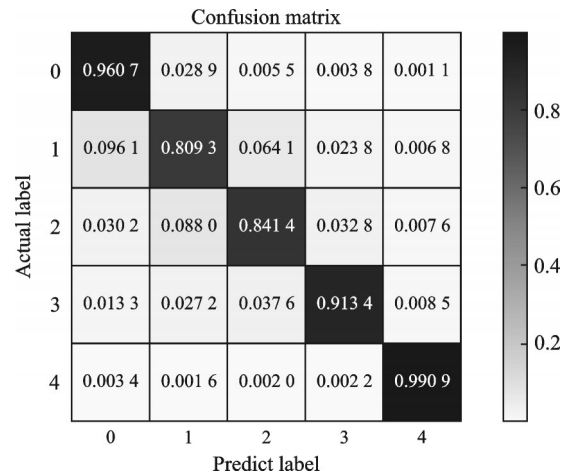 Confusion matrix
0 0.960 7 0.028 9 0.005 5 0.003 8 0.001 1
1 0.096 1 0.809 3 0.064 1 0.023 8 0.006 8
2 0.030 2 0.088 0 0.841 4 0.032 8 0.007 6
3 0.013 3 0.027 2 0.037 6 0.913 4 0.008 5
4 0.003 4 0.001 6 0.002 0 0.002 2 0.990 9
0 1 2 3 4
Predict label
Actual label
0.8
0.6
0.4
0.2